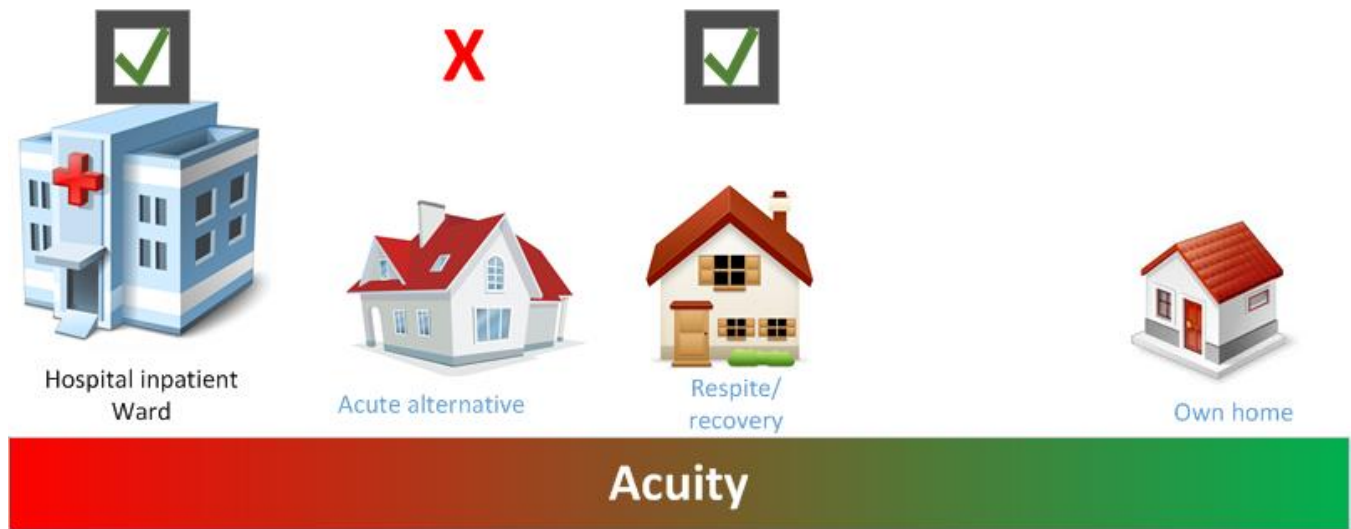 X
Hospital inpatient
Ward
Acute alternative
Respite/
recovery
Own home
Acuity